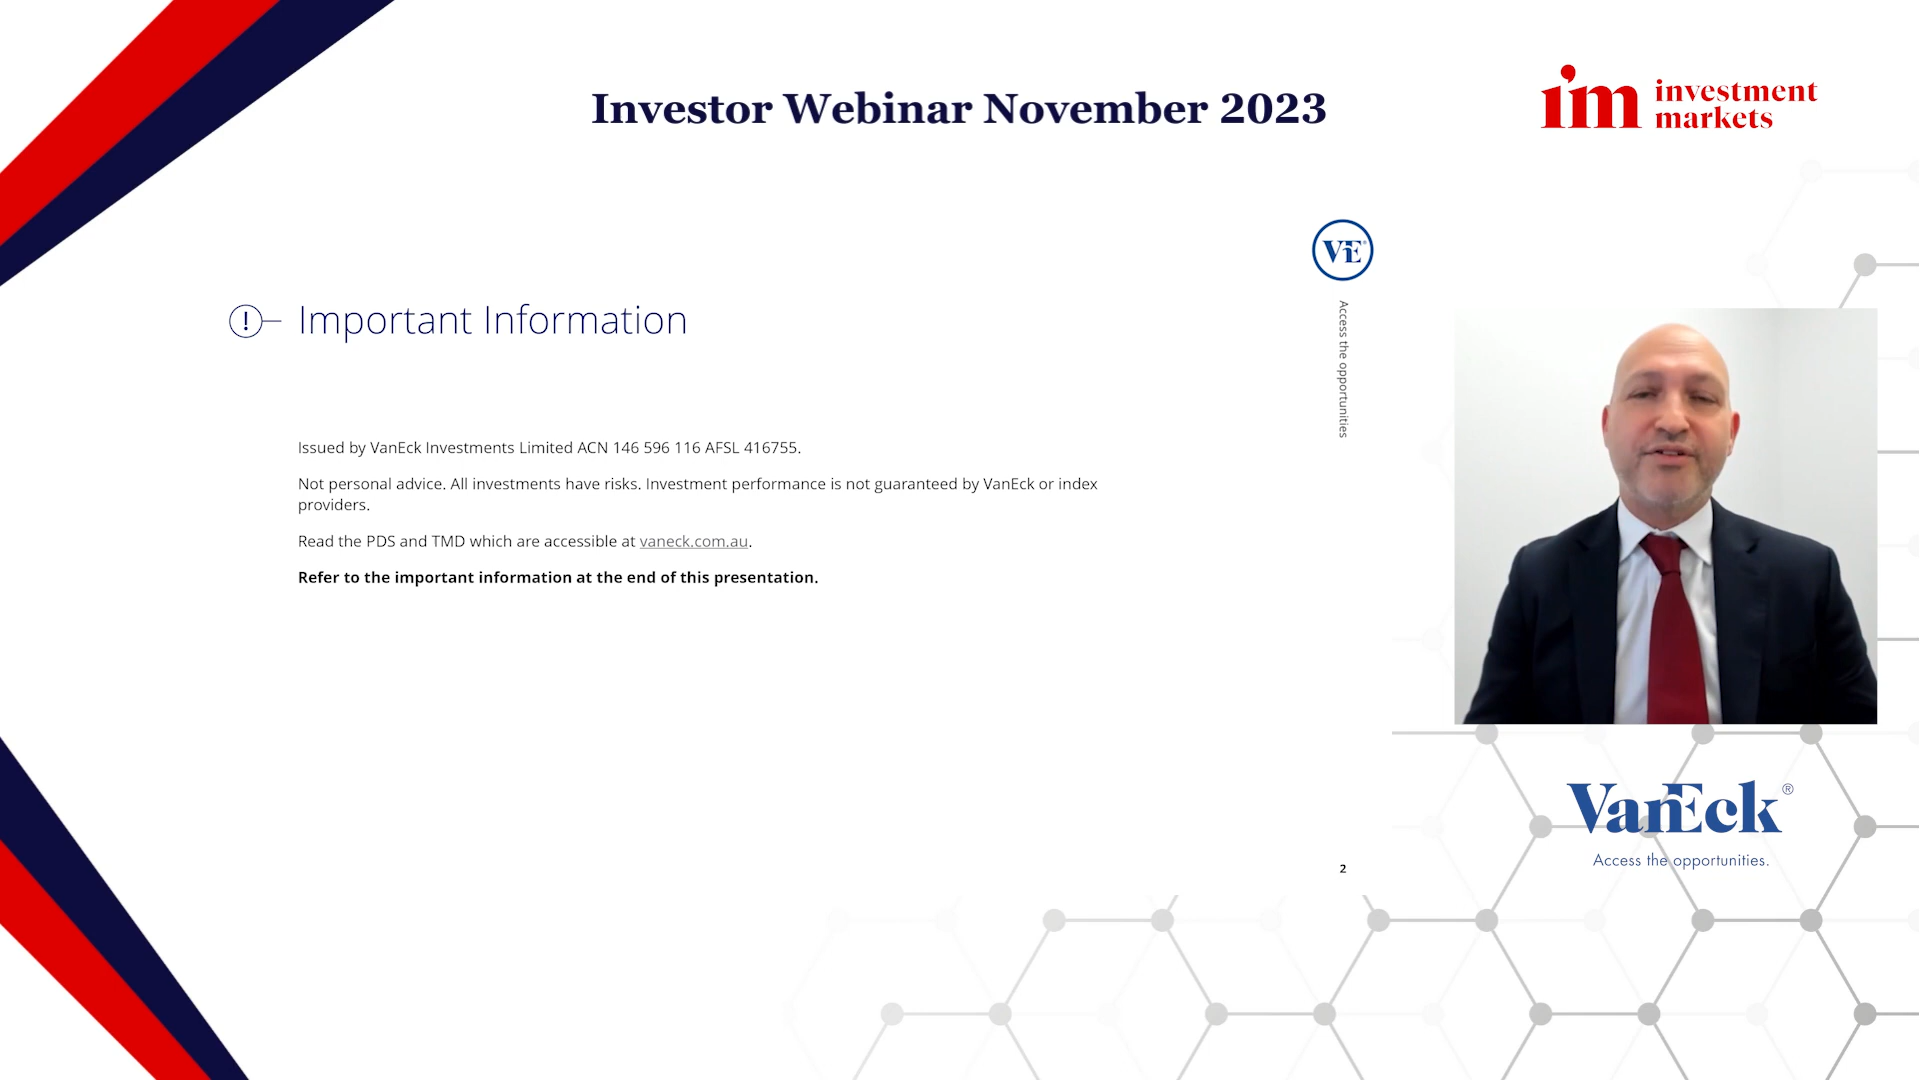 Investor Webinar November 2023
im investment
markets
VE
Access the opportunities
! Important Information
Issued by VanEck Investments Limited ACN 146 596 116 AFSL 416755.
Not personal advice. All investments have risks. Investment performance is not guaranteed by VanEck or index
providers.
Read the PDS and TMD which are accessible at vaneck.com.au.
Refer to the important information at the end of this presentation.
VanEck®
Access the opportunities.
2